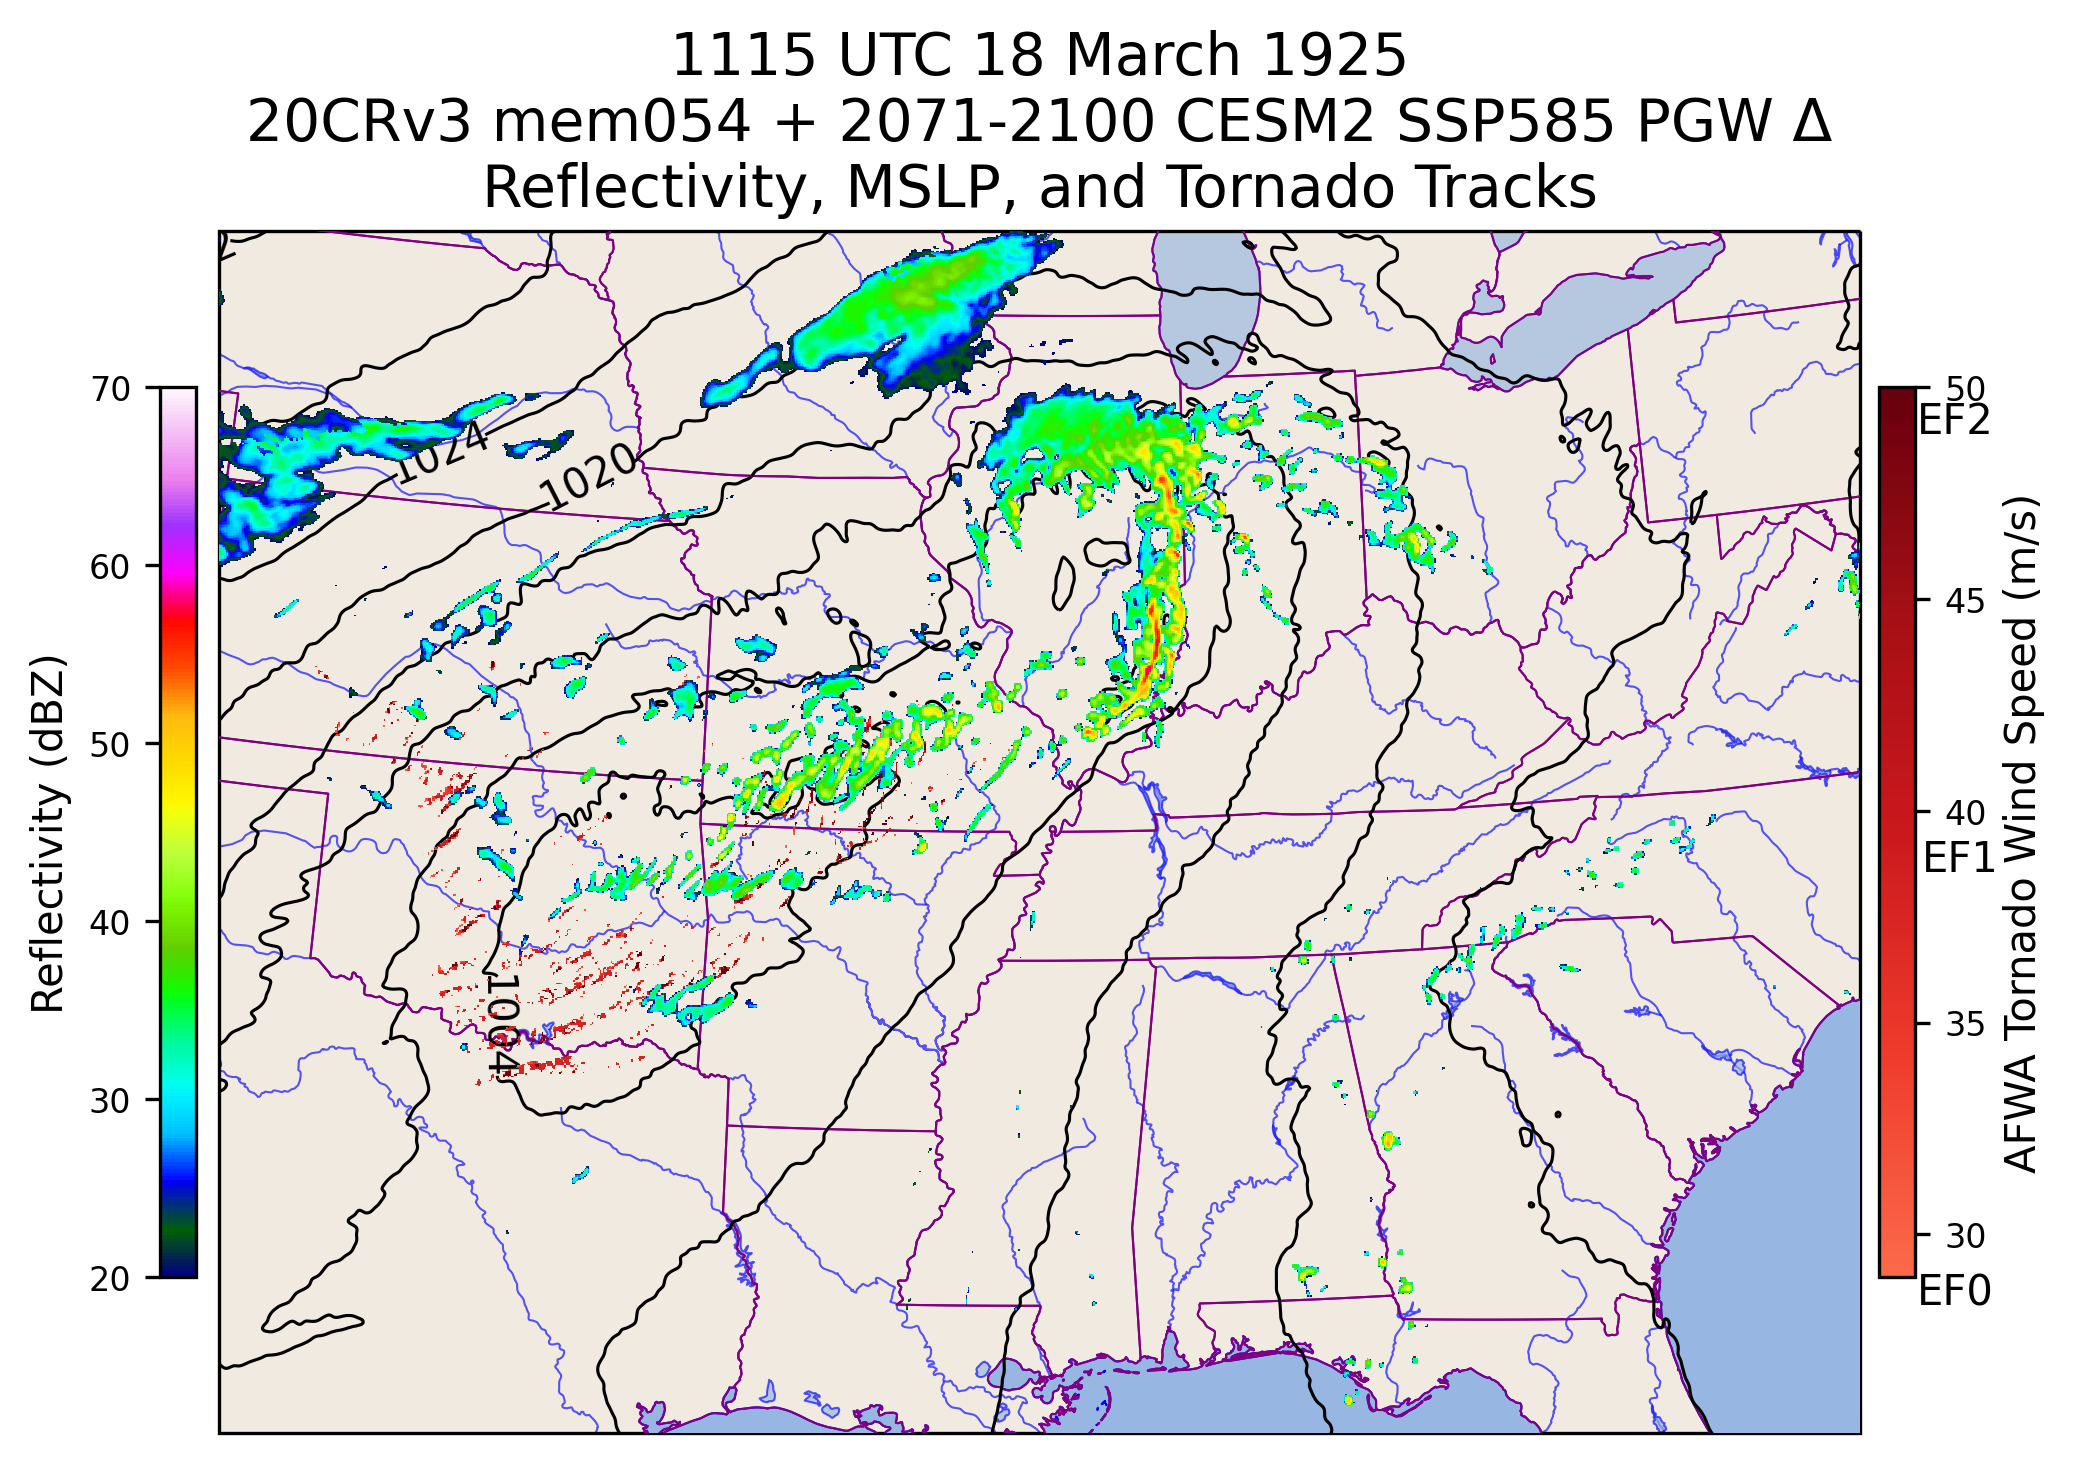 1115 UTC 18 March 1925
20CRv3 mem054 + 2071-2100 CESM2 SSP585 PGW Δ
Reflectivity, MSLP, and Tornado Tracks
70
60
50
40
30
20
Reflectivity (dBZ)
1024
1020
1004
50
EF2
45
40
EF1
35
30
EF0
AFWA Tornado Wind Speed (m/s)